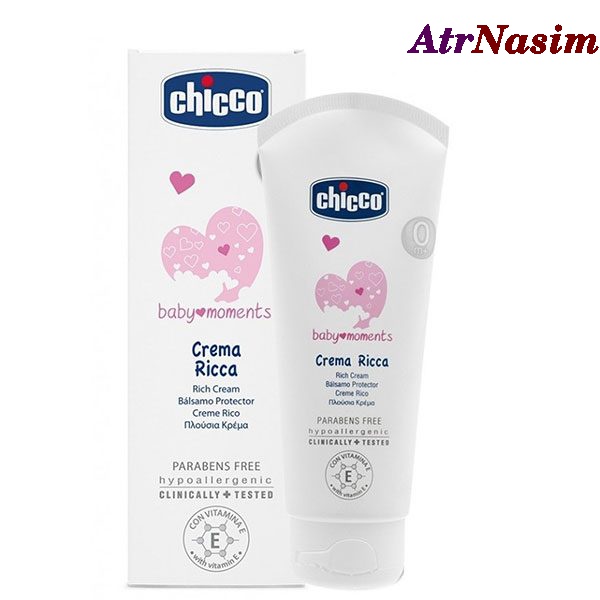 AtrNasim
chicco
baby moments
Crema
Ricca
Rich Cream
Bálsamo Protector
Creme Rico
Πλούσια Κρέμα
PARABENS FREE
hypoallergenic
CLINICALLY + TESTED
CON VITAMINA E
E
with vitamin E
chicco
0
baby moments
Crema Ricca
Rich Cream
Bálsamo Protector
Creme Rico
Πλούσια Κρέμα
PARABENS FREE
hypoallergenic
CLINICALLY + TESTED
CON VITAMINA E
E
with vitamin E